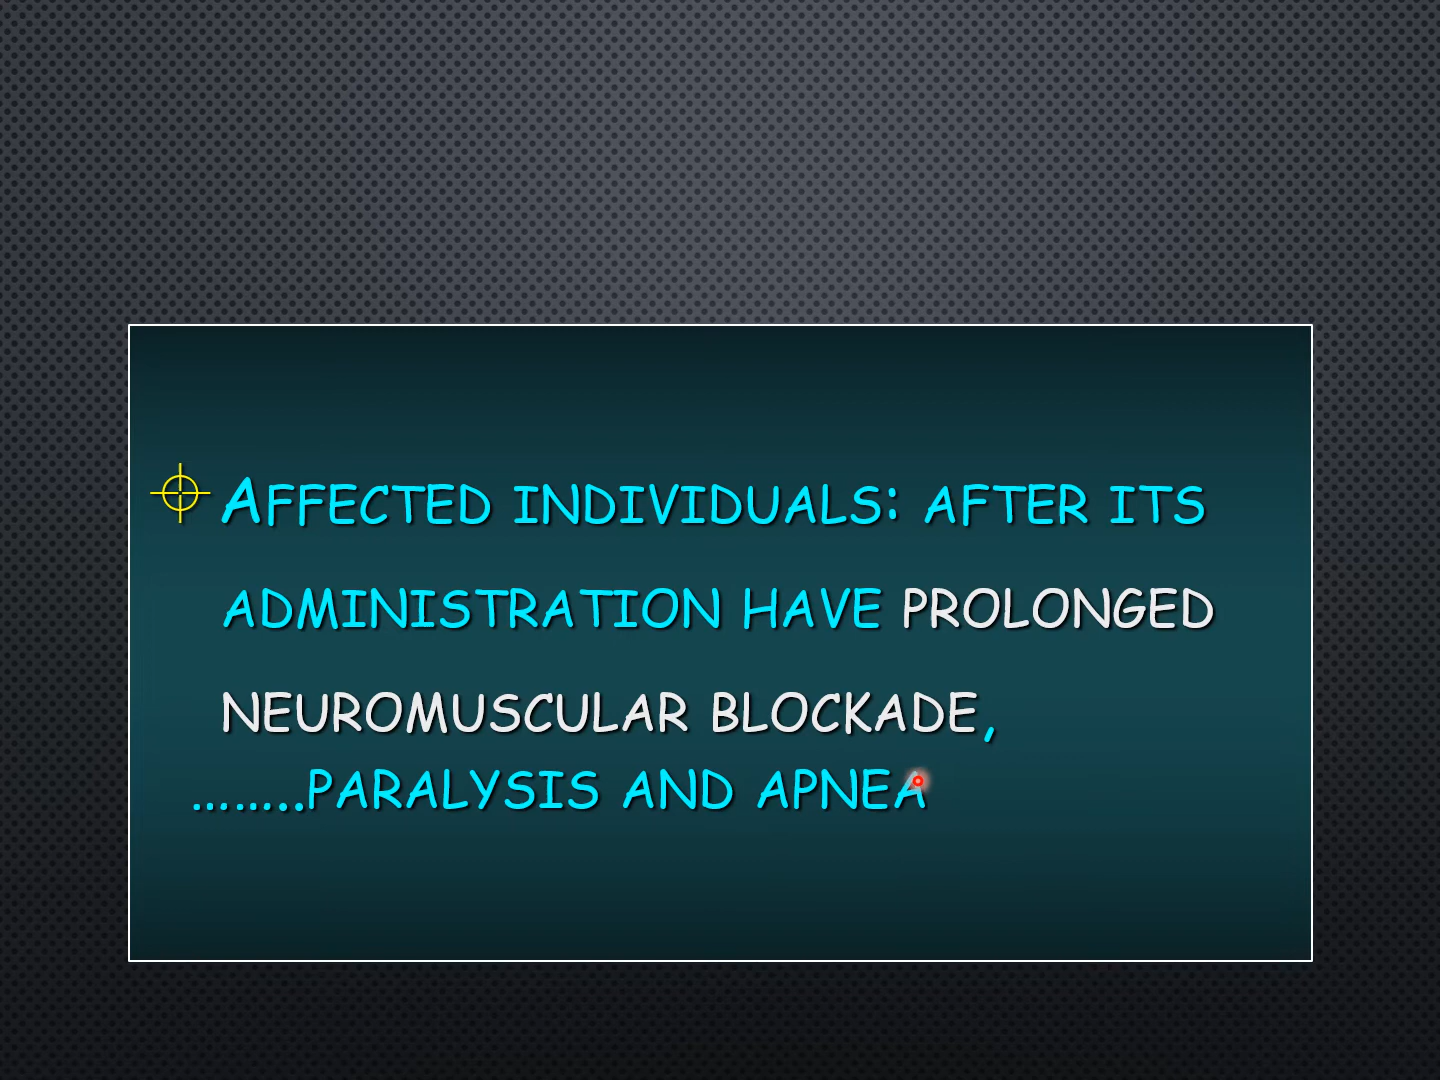 AFFECTED INDIVIDUALS: AFTER ITS
ADMINISTRATION HAVE PROLONGED
NEUROMUSCULAR BLOCKADE,
……..PARALYSIS AND APNEA